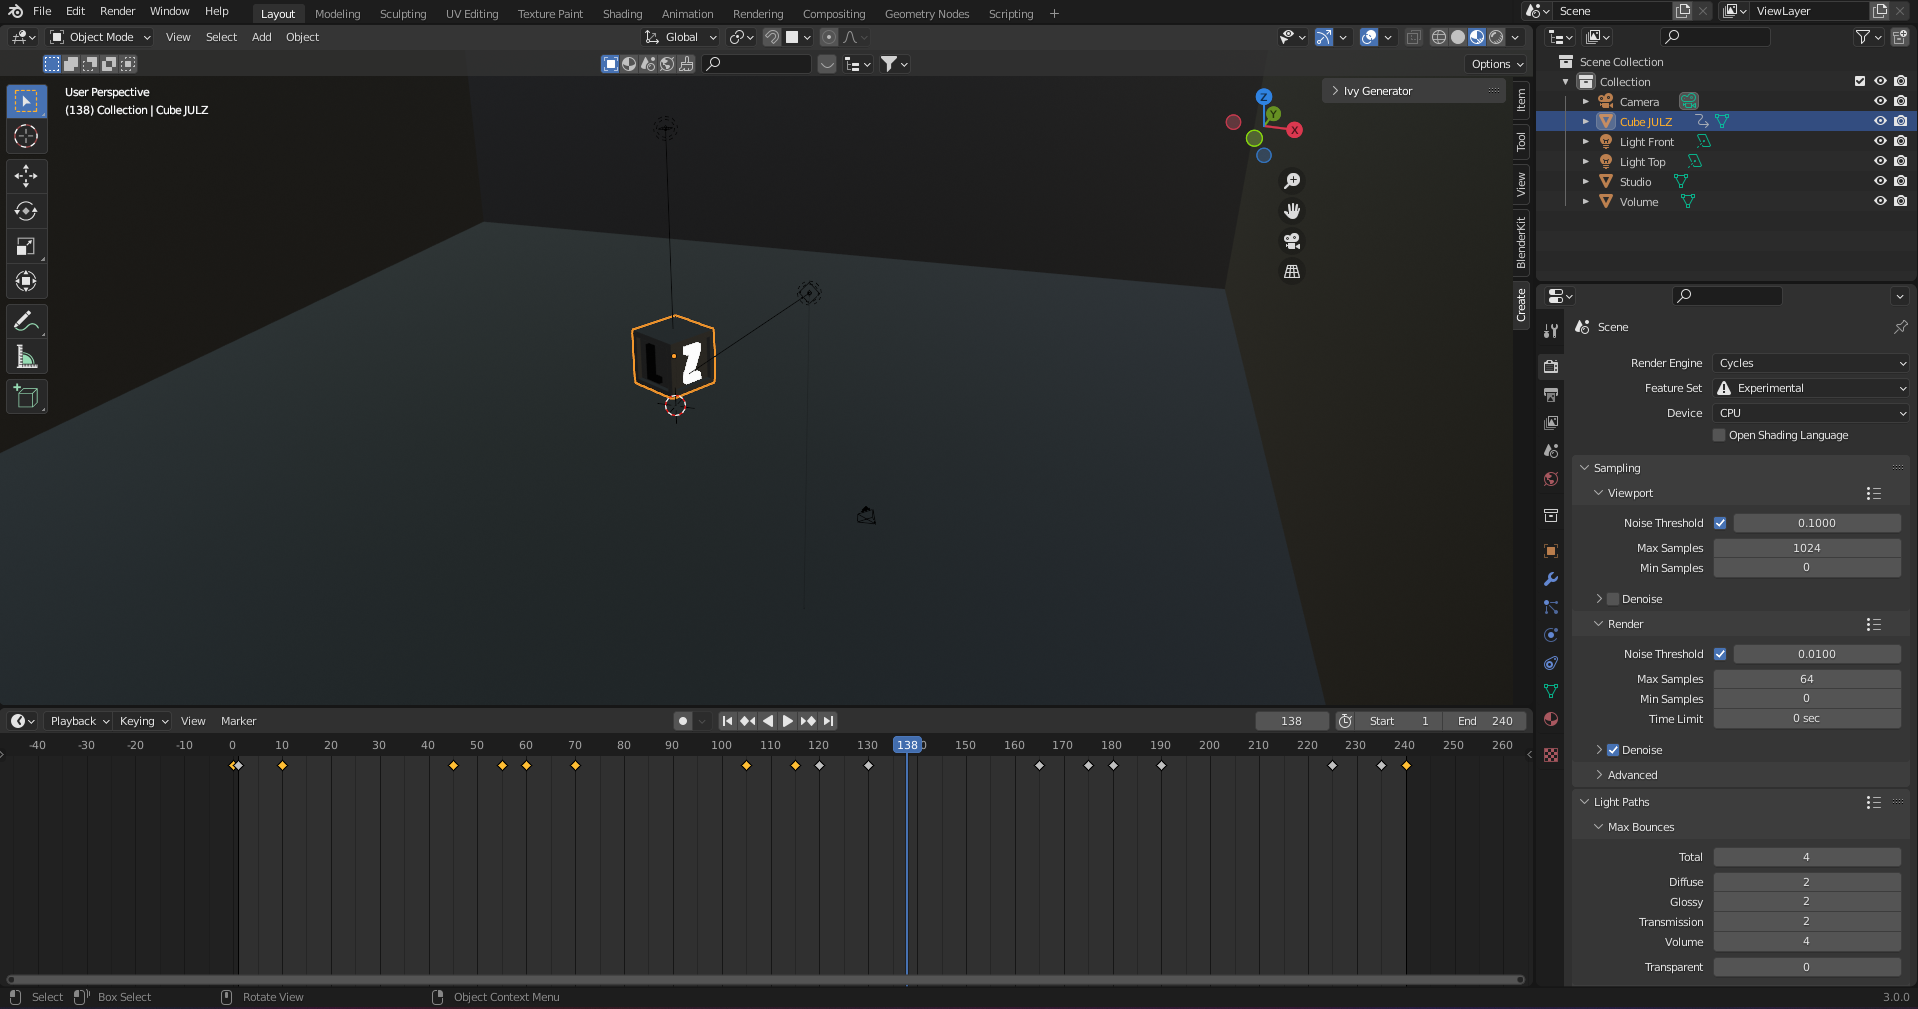 File Edit Render Window Help Layout Modeling Sculpting UV Editing Texture Paint Shading Animation Rendering Compositing Geometry Nodes Scripting + Scene ViewLayer
Object Mode View Select Add Object Global
Options
User Perspective
(138) Collection | Cube JULZ
Ivy Generator
Z
Y
X
Item
Tool
View
BlenderKit
Create
L Z
Scene Collection
Collection
Camera
Cube JULZ
Light Front
Light Top
Studio
Volume
Scene
Render Engine Cycles
Feature Set Experimental
Device CPU
Open Shading Language
Sampling
Viewport
Noise Threshold 0.1000
Max Samples 1024
Min Samples 0
Denoise
Render
Noise Threshold 0.0100
Max Samples 64
Min Samples 0
Time Limit 0 sec
Denoise
Advanced
Light Paths
Max Bounces
Total 4
Diffuse 2
Glossy 2
Transmission 2
Volume 4
Transparent 0
Playback Keying View Marker 138 Start 1 End 240
-40 -30 -20 -10 0 10 20 30 40 50 60 70 80 90 100 110 120 130 138 150 160 170 180 190 200 210 220 230 240 250 260
Select Box Select Rotate View Object Context Menu 3.0.0